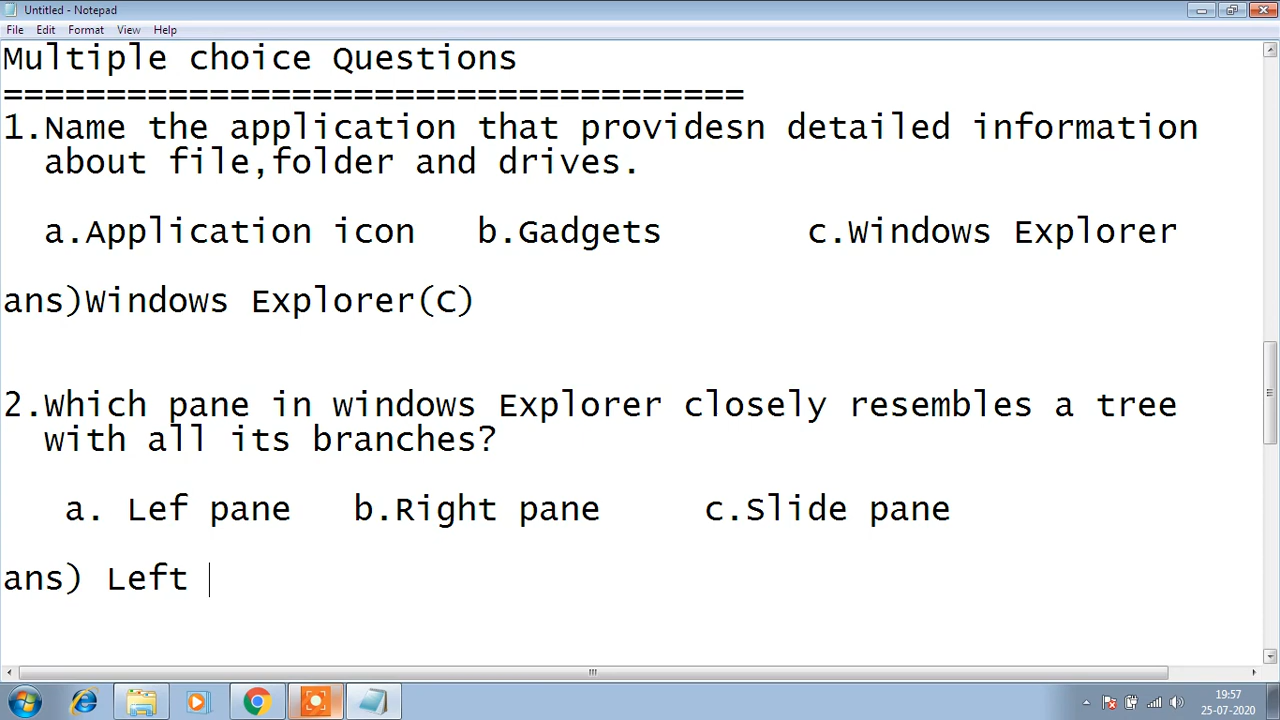 Untitled - Notepad
File Edit Format View Help
Multiple choice Questions
====================================
1.Name the application that providesn detailed information
about file,folder and drives.
a.Application icon b.Gadgets c.Windows Explorer
ans)Windows Explorer(C)
2.Which pane in windows Explorer closely resembles a tree
with all its branches?
a. Lef pane b.Right pane c.Slide pane
ans) Left
19:57
25-07-2020